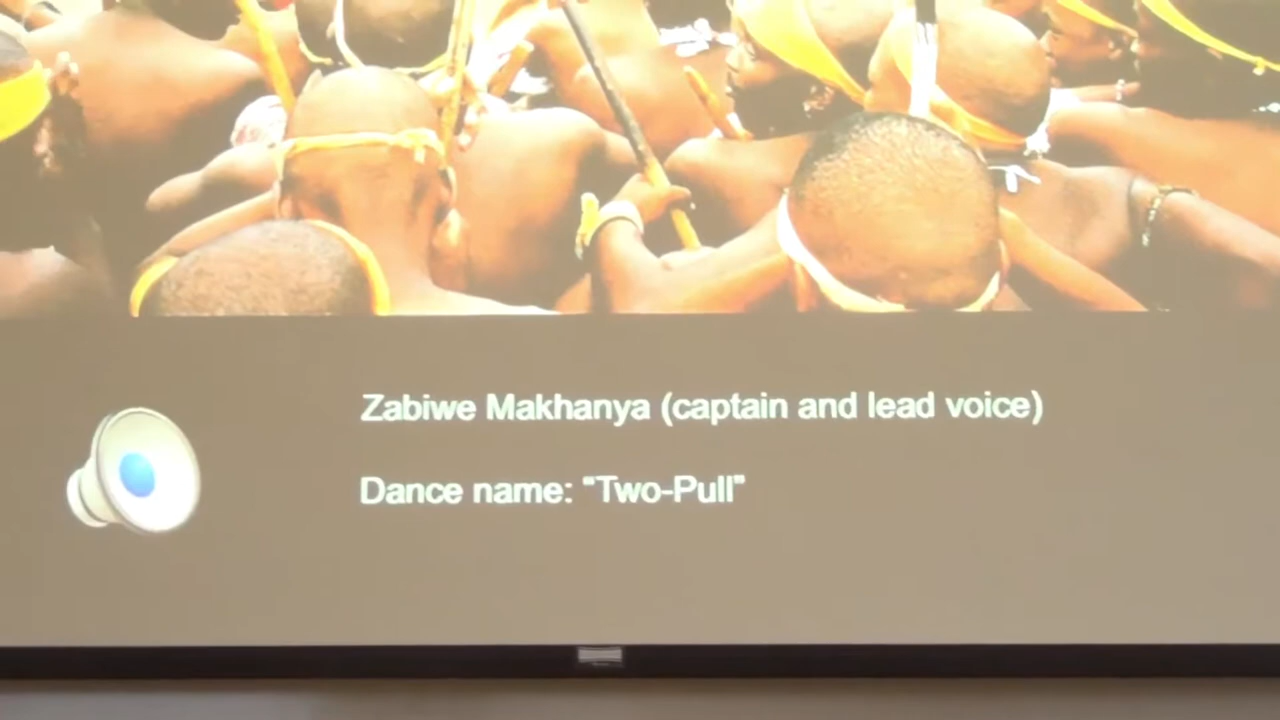 Zabiwe Makhanya (captain and lead voice)
Dance name: “Two-Pull”